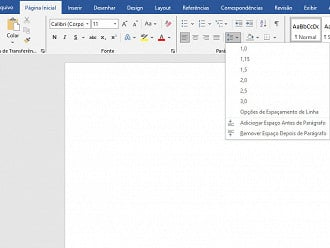 quivo
Página Inicial
Inserir
Design
Layout
Referências
Correspondências
Revisão
Exibir
Colar
Calibri (Corpo
11
N
I
S
AaBbCcDc
¶ Normal
¶ S
de Transferên...
Fonte
Pará
1,0
1,15
1,5
2,0
2,5
3,0
Opções de Espaçamento de Linha
Adicionar Espaço Antes de Parágrafo
Remover Espaço Depois de Parágrafo